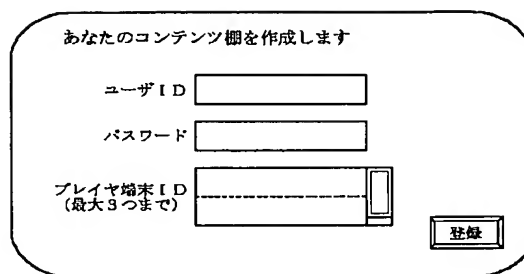 あなたのコンテンツ棚を作成します
ユーザID
パスワード
プレイヤ端末ID
(最大3つまで)
登録